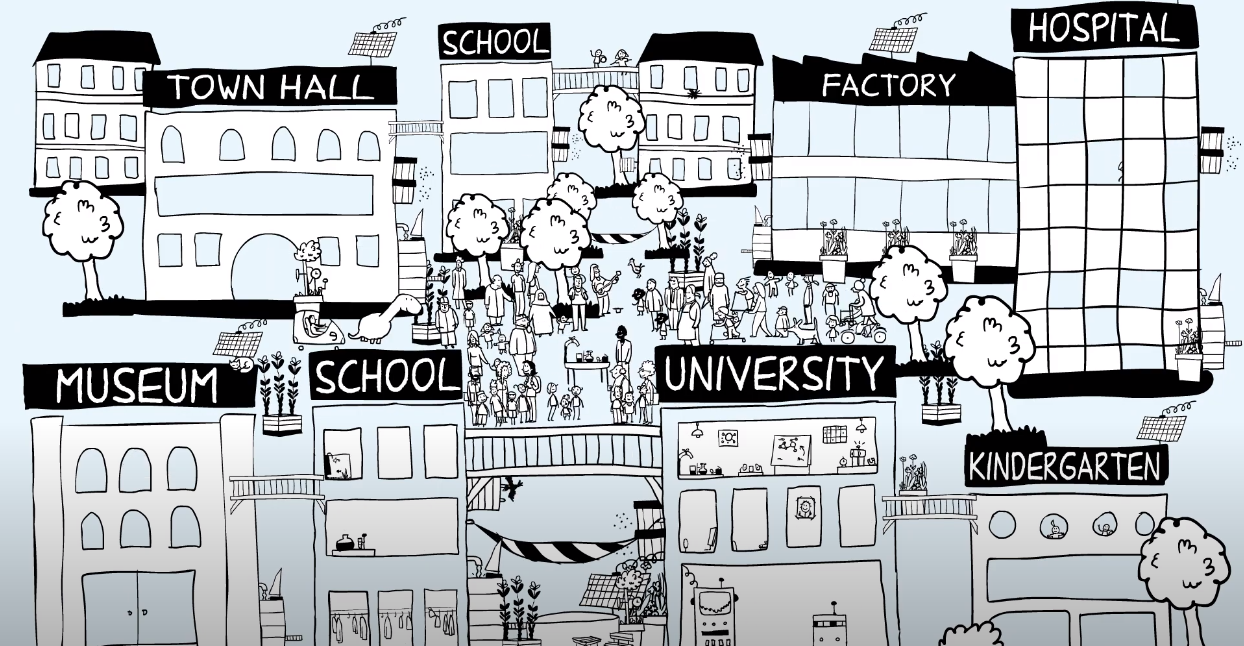 SCHOOL
HOSPITAL
TOWN HALL
FACTORY
MUSEUM
SCHOOL
UNIVERSITY
KINDERGARTEN